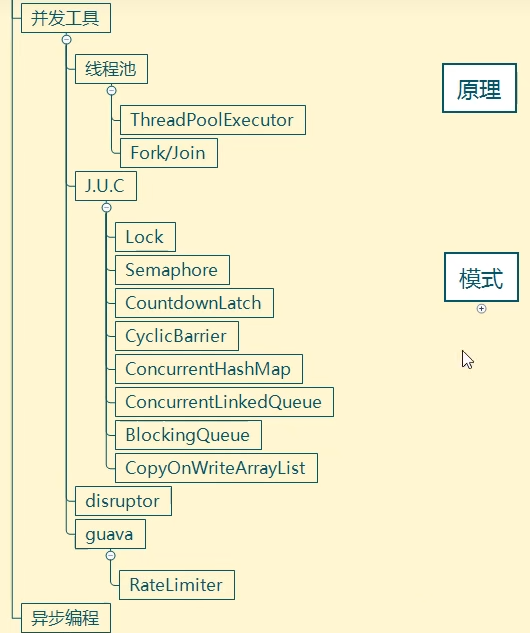 并发工具
线程池
原理
ThreadPoolExecutor
Fork/Join
J.U.C
Lock
Semaphore
模式
CountdownLatch
CyclicBarrier
ConcurrentHashMap
ConcurrentLinkedQueue
BlockingQueue
CopyOnWriteArrayList
disruptor
guava
RateLimiter
异步编程